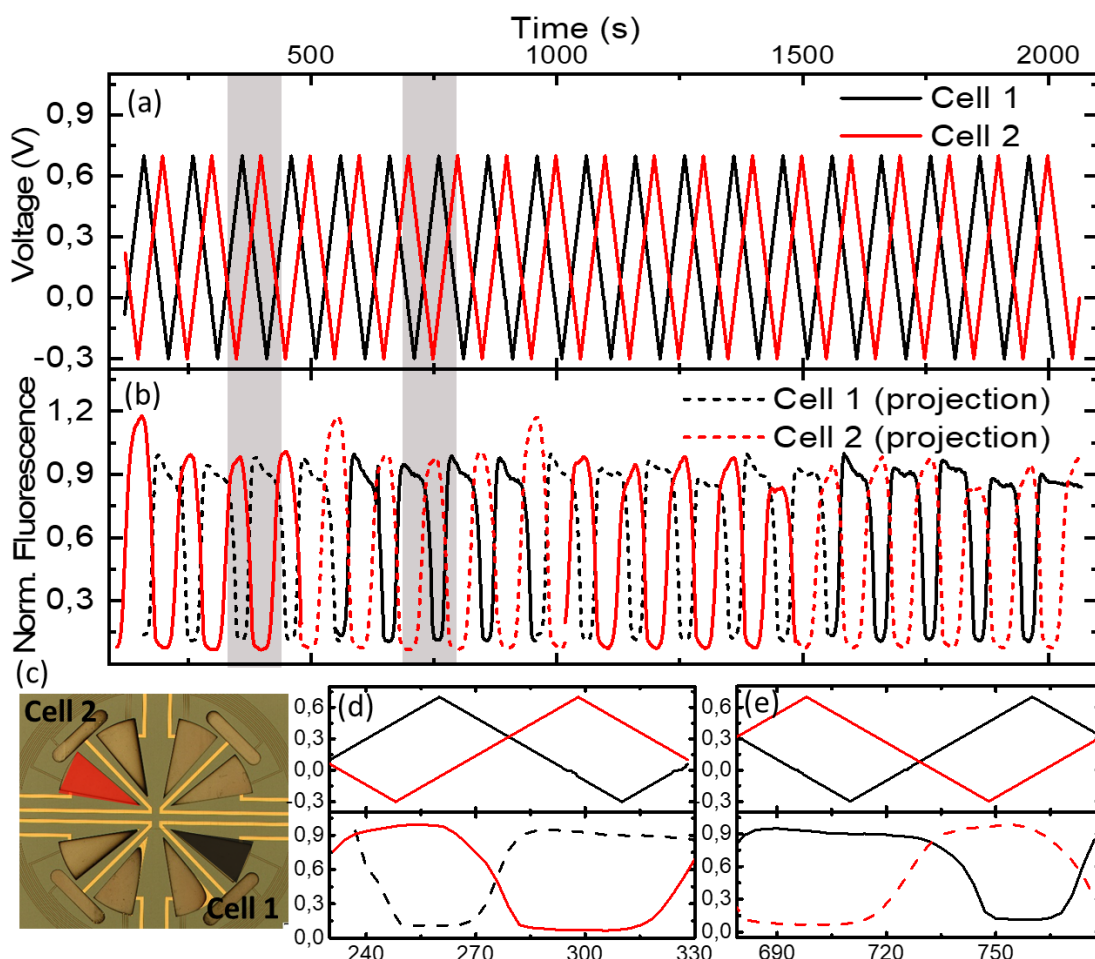 Time (s)
500 1000 1500 2000
(a)
Cell 1
Cell 2
Voltage (V)
0,9
0,6
0,3
0,0
-0,3
(b)
Cell 1 (projection)
Cell 2 (projection)
Norm. Fluorescence
1,2
0,9
0,6
0,3
(c)
Cell 2
Cell 1
(d)
0,6
0,3
0,0
-0,3
0,9
0,6
0,3
0,0
240 270 300 330
(e)
0,6
0,3
0,0
-0,3
0,9
0,6
0,3
0,0
690 720 750